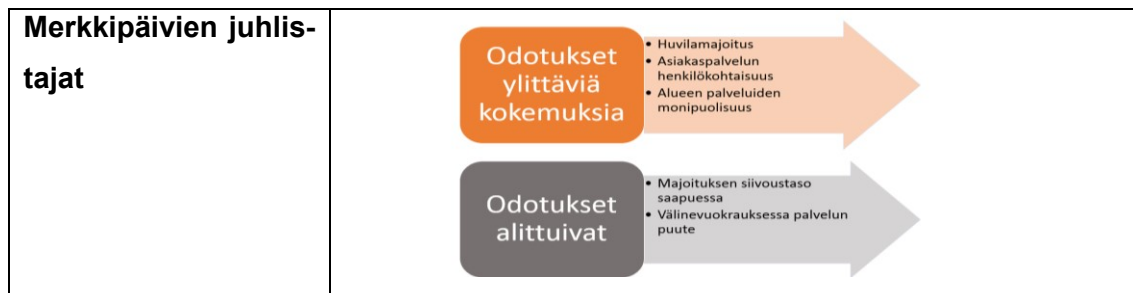 Merkkipäivien juhlis-
tajat
Odotukset
ylittäviä
kokemuksia
• Huvilamajoitus
• Asiakaspalvelun
henkilökohtaisuus
• Alueen palveluiden
monipuolisuus
Odotukset
alittuivat
• Majoituksen siivoustaso
saapuessa
• Välinevuokrauksessa palvelun
puute